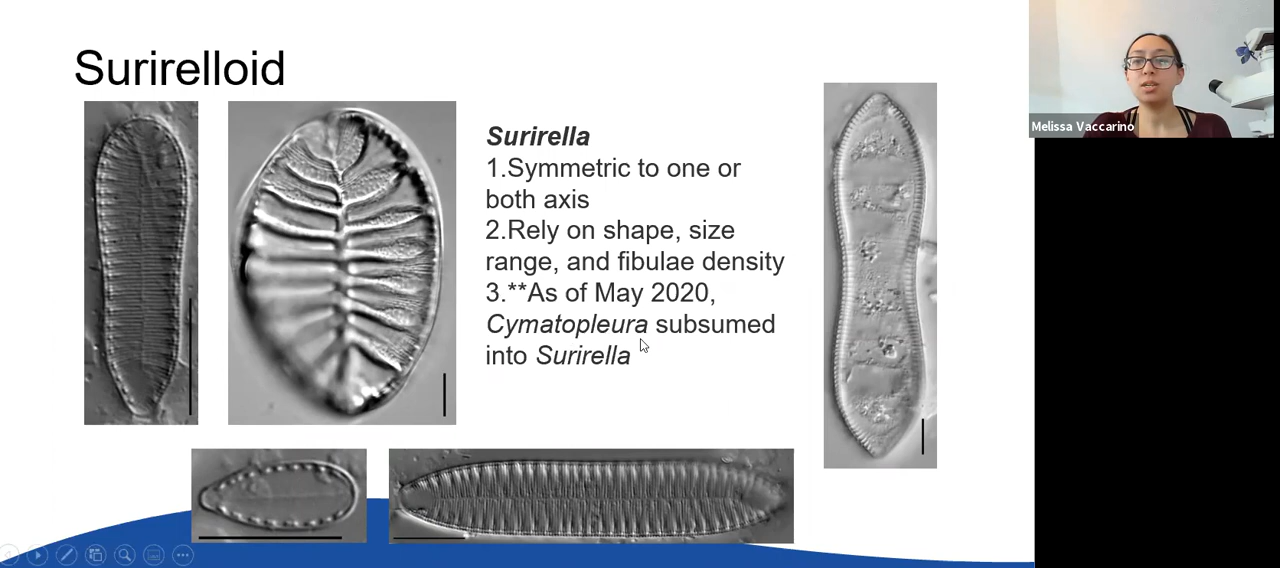 Surirelloid
Surirella
1.Symmetric to one or
both axis
2.Rely on shape, size
range, and fibulae density
3.**As of May 2020,
Cymatopleura subsumed
into Surirella
Melissa Vaccarino